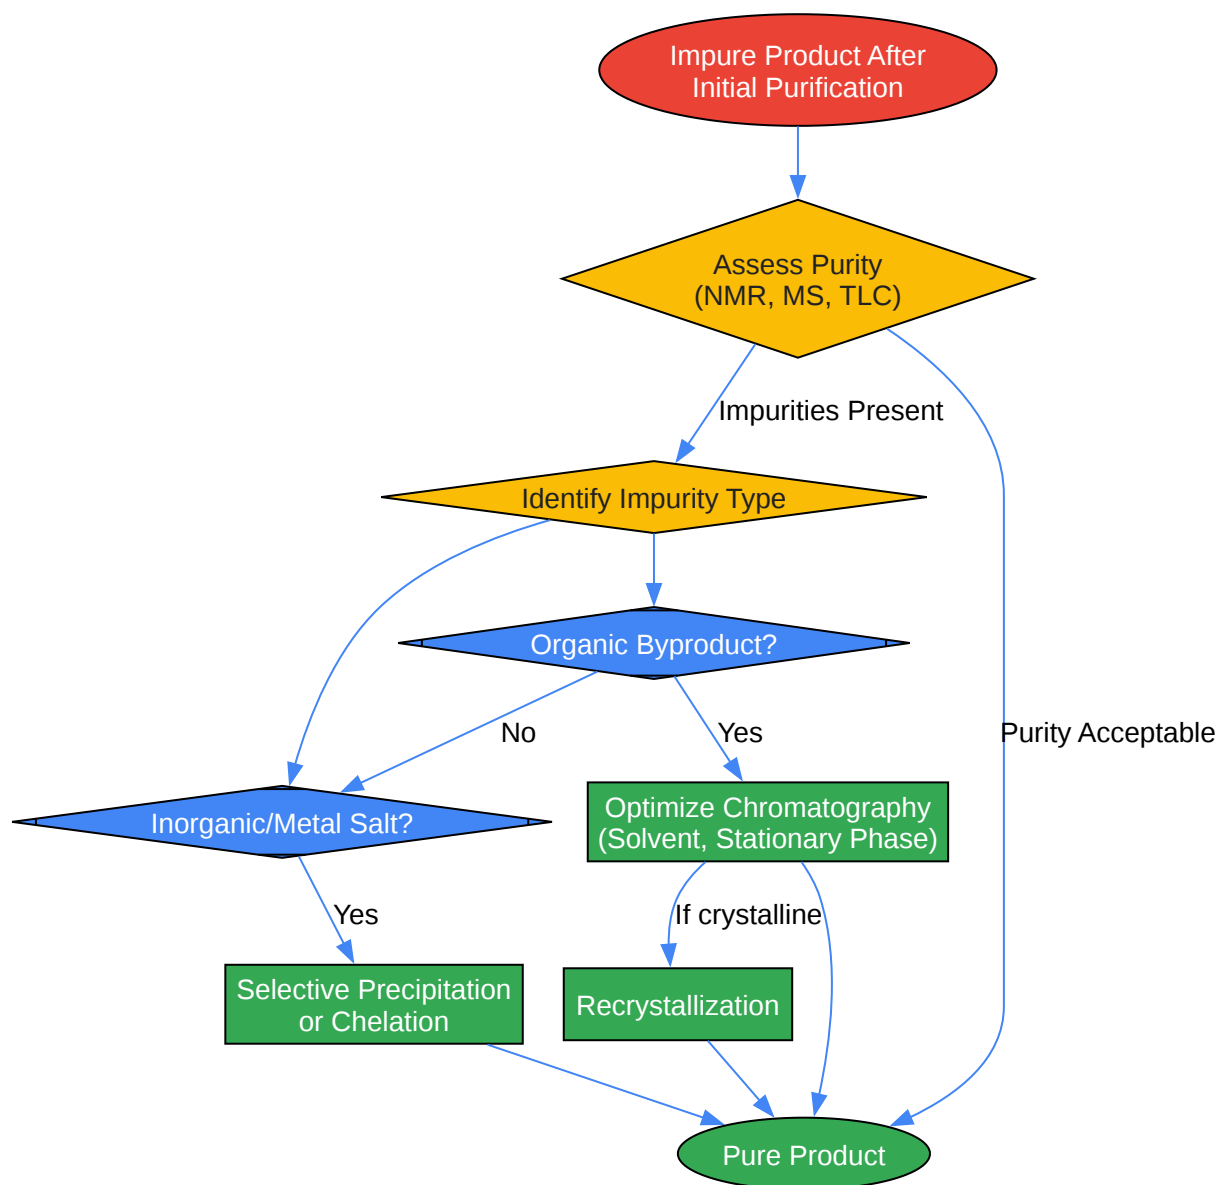 Impure Product After
Initial Purification
Assess Purity
(NMR, MS, TLC)
Impurities Present
Identify Impurity Type
Organic Byproduct?
No
Yes
Purity Acceptable
Inorganic/Metal Salt?
Optimize Chromatography
(Solvent, Stationary Phase)
Yes
If crystalline
Selective Precipitation
or Chelation
Recrystallization
Pure Product